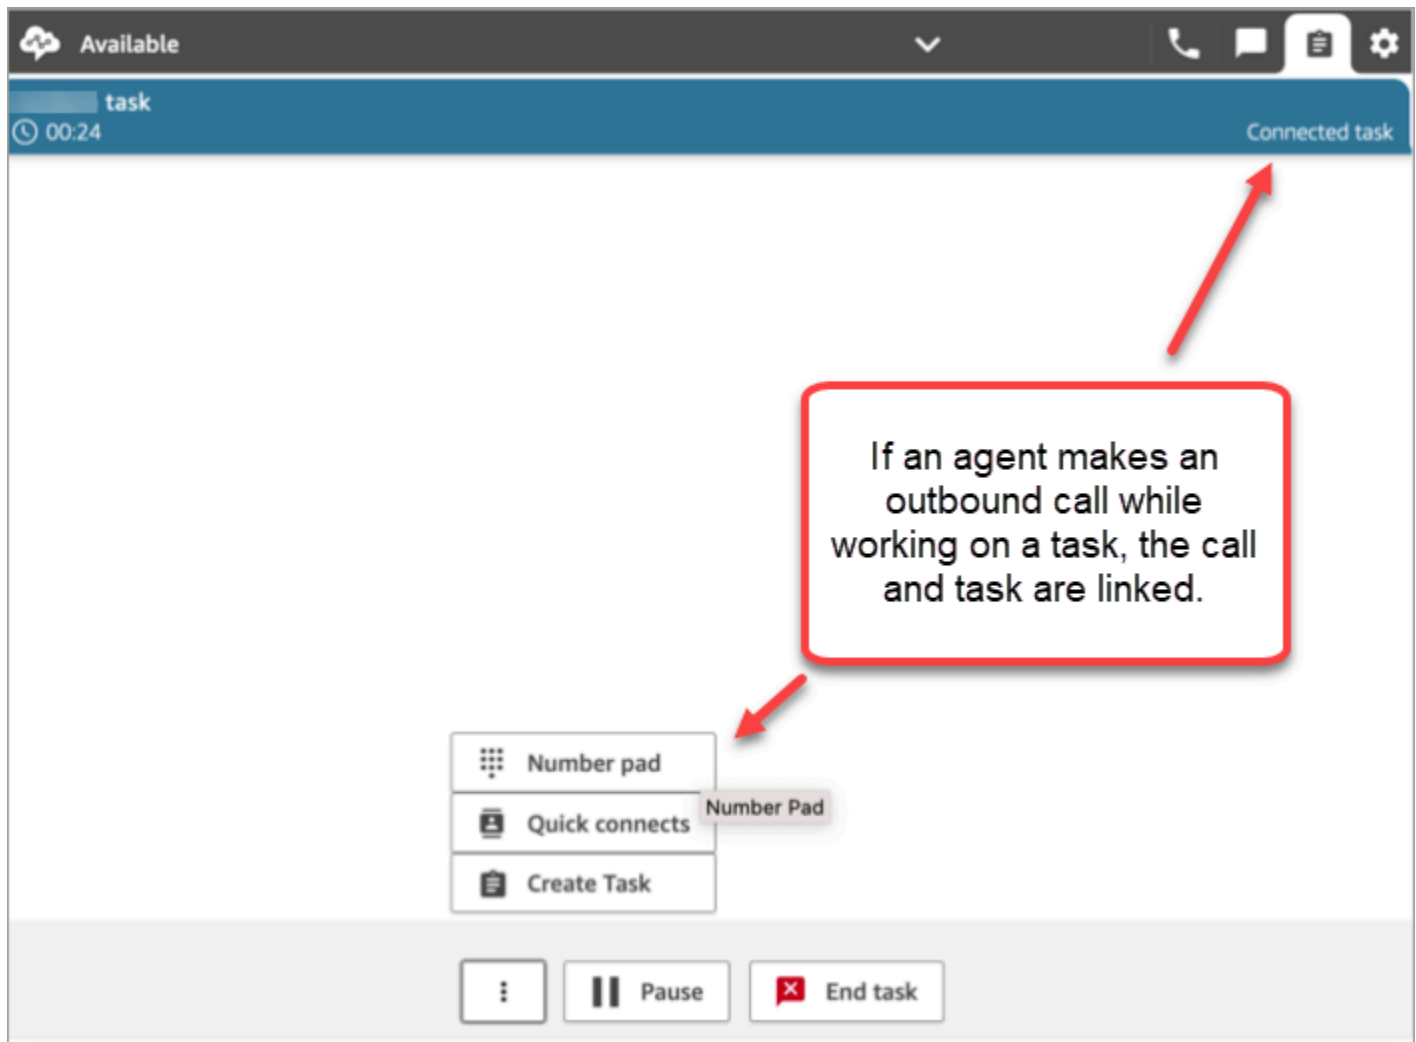 Available
task
00:24
Connected task
If an agent makes an
outbound call while
working on a task, the call
and task are linked.
Number pad
Number Pad
Quick connects
Create Task
Pause
End task